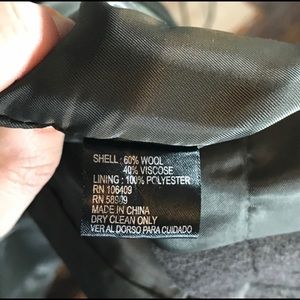 SHELL : 60% WOOL
40% VISCOSE
LINING : 100% POLYESTER
RN 106409
RN 58909
MADE IN CHINA
DRY CLEAN ONLY
VER AL DORSO PARA CUIDADO